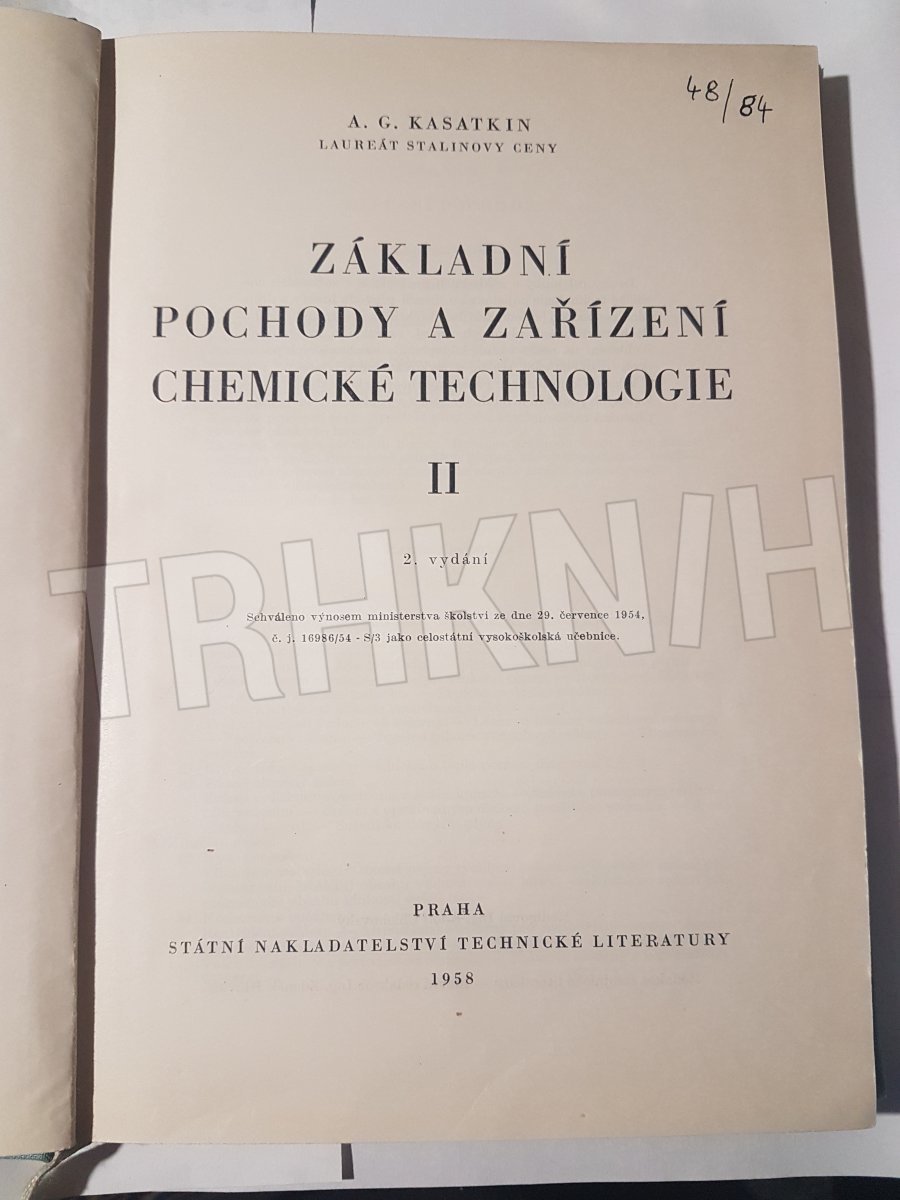 48/84
A. G. KASATKIN
LAUREÁT STALINOVY CENY
ZÁKLADNÍ
POCHODY A ZAŘÍZENÍ
CHEMICKÉ TECHNOLOGIE
II
2. vydání
Schváleno výnosem ministerstva školství ze dne 29. července 1954,
č. j. 16986/54 - S/3 jako celostátní vysokoškolská učebnice.
TRHKNIH
PRAHA
STÁTNÍ NAKLADATELSTVÍ TECHNICKÉ LITERATURY
1958